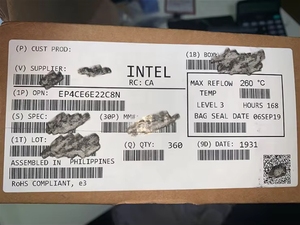 (P) CUST PROD:
(V) SUPPLIER:
INTEL
RC: CA
(1P) OPN: EP4CE6E22C8N
(S) SPEC:
(30P) MM#:
(1T) LOT:
(Q) QTY: 360
ASSEMBLED IN PHILIPPINES
RoHS COMPLIANT, e3
(1B) BOX:
MAX REFLOW 260 °C
TEMP
LEVEL 3 HOURS 168
BAG SEAL DATE 06SEP19
(9D) DATE: 1931